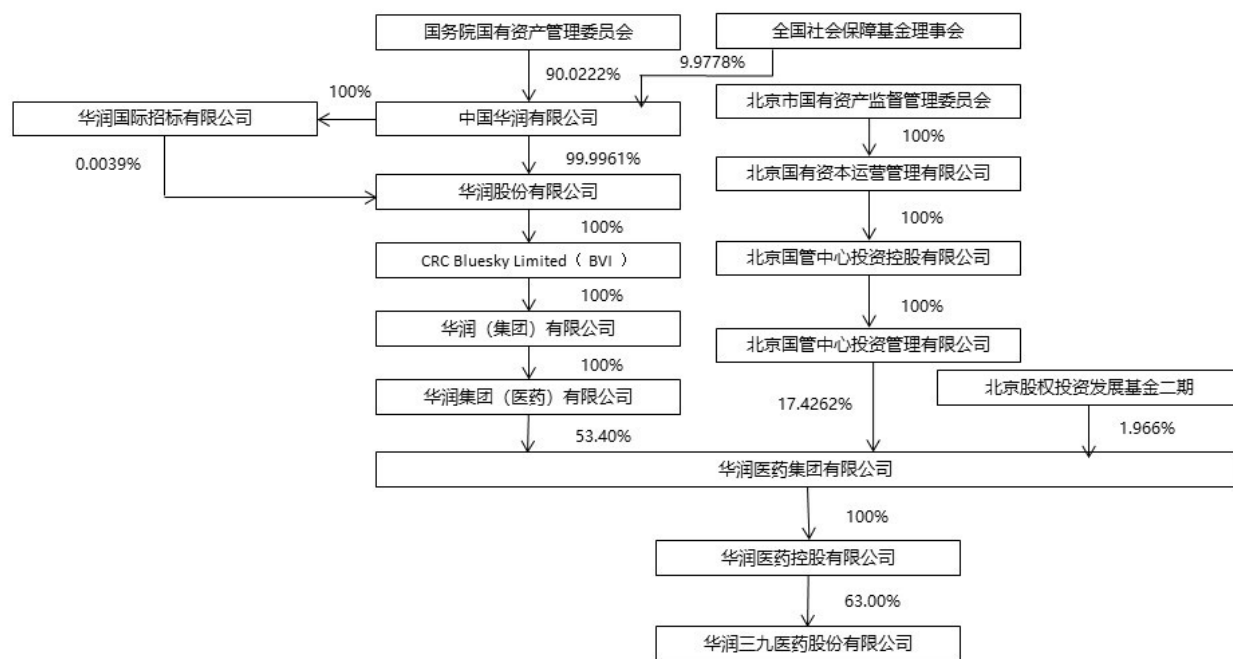 国务院国有资产管理委员会
全国社会保障基金理事会
90.0222%
9.9778%
100%
北京市国有资产监督管理委员会
华润国际招标有限公司
中国华润有限公司
100%
0.0039%
99.9961%
北京国有资本运营管理有限公司
华润股份有限公司
100%
100%
CRC Bluesky Limited（ BVI ）
北京国管中心投资控股有限公司
100%
100%
华润（集团）有限公司
北京国管中心投资管理有限公司
100%
华润集团（医药）有限公司
北京股权投资发展基金二期
17.4262%
53.40%
1.966%
华润医药集团有限公司
100%
华润医药控股有限公司
63.00%
华润三九医药股份有限公司